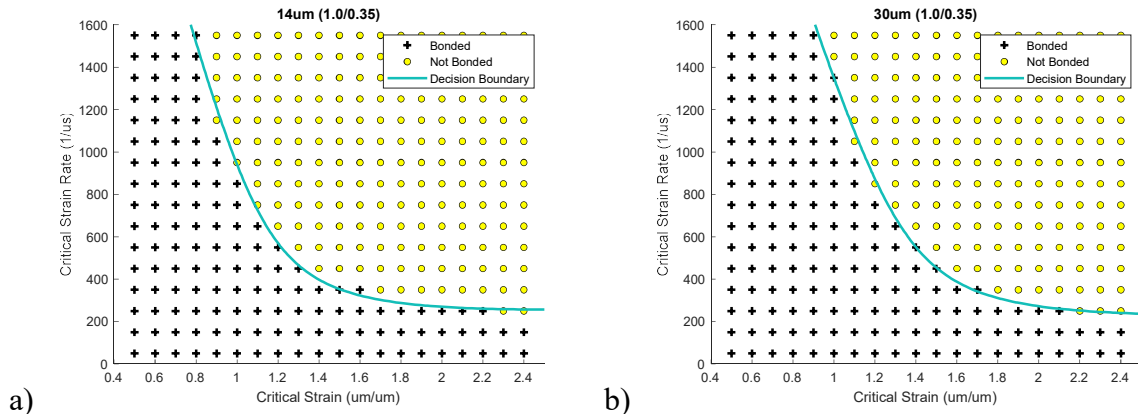 14um (1.0/0.35)
1600
1400
1200
1000
800
600
400
200
0
Critical Strain Rate (1/us)
Bonded
Not Bonded
Decision Boundary
0.4 0.6 0.8 1 1.2 1.4 1.6 1.8 2 2.2 2.4
Critical Strain (um/um)
a)
30um (1.0/0.35)
1600
1400
1200
1000
800
600
400
200
0
Critical Strain Rate (1/us)
Bonded
Not Bonded
Decision Boundary
0.4 0.6 0.8 1 1.2 1.4 1.6 1.8 2 2.2 2.4
Critical Strain (um/um)
b)